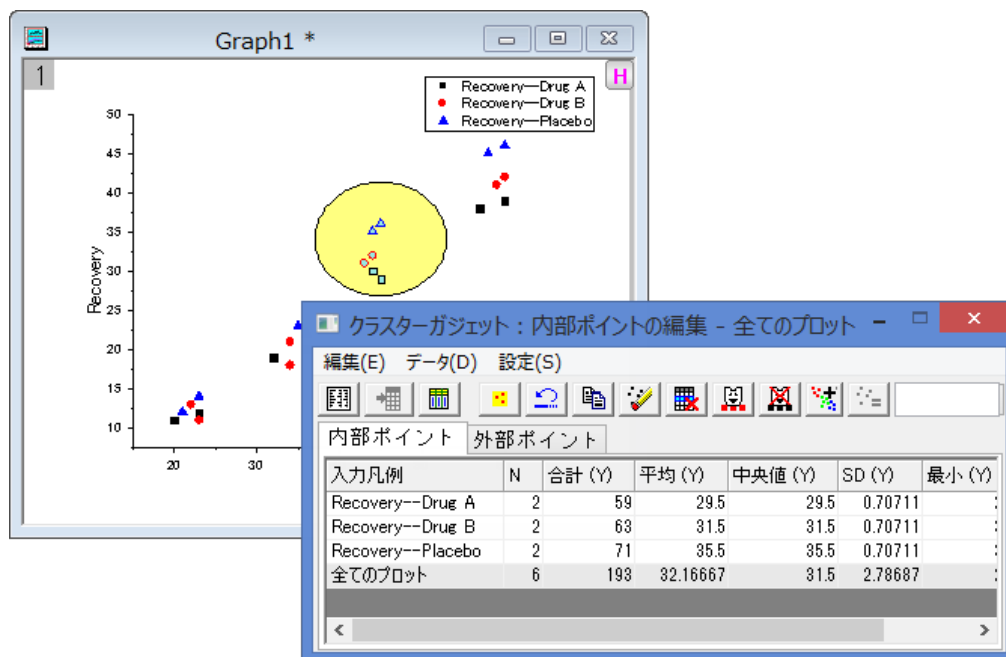 Graph1 *
1
H
Recovery—Drug A
Recovery—Drug B
Recovery—Placebo
50
45
40
35
30
25
20
15
10
Recovery
20
30
クラスターガジェット : 内部ポイントの編集 - 全てのプロット
編集(E) データ(D) 設定(S)
内部ポイント 外部ポイント
入力凡例 N 合計 (Y) 平均 (Y) 中央値 (Y) SD (Y) 最小 (Y)
Recovery--Drug A 2 59 29.5 29.5 0.70711
Recovery--Drug B 2 63 31.5 31.5 0.70711
Recovery--Placebo 2 71 35.5 35.5 0.70711
全てのプロット 6 193 32.16667 31.5 2.78687